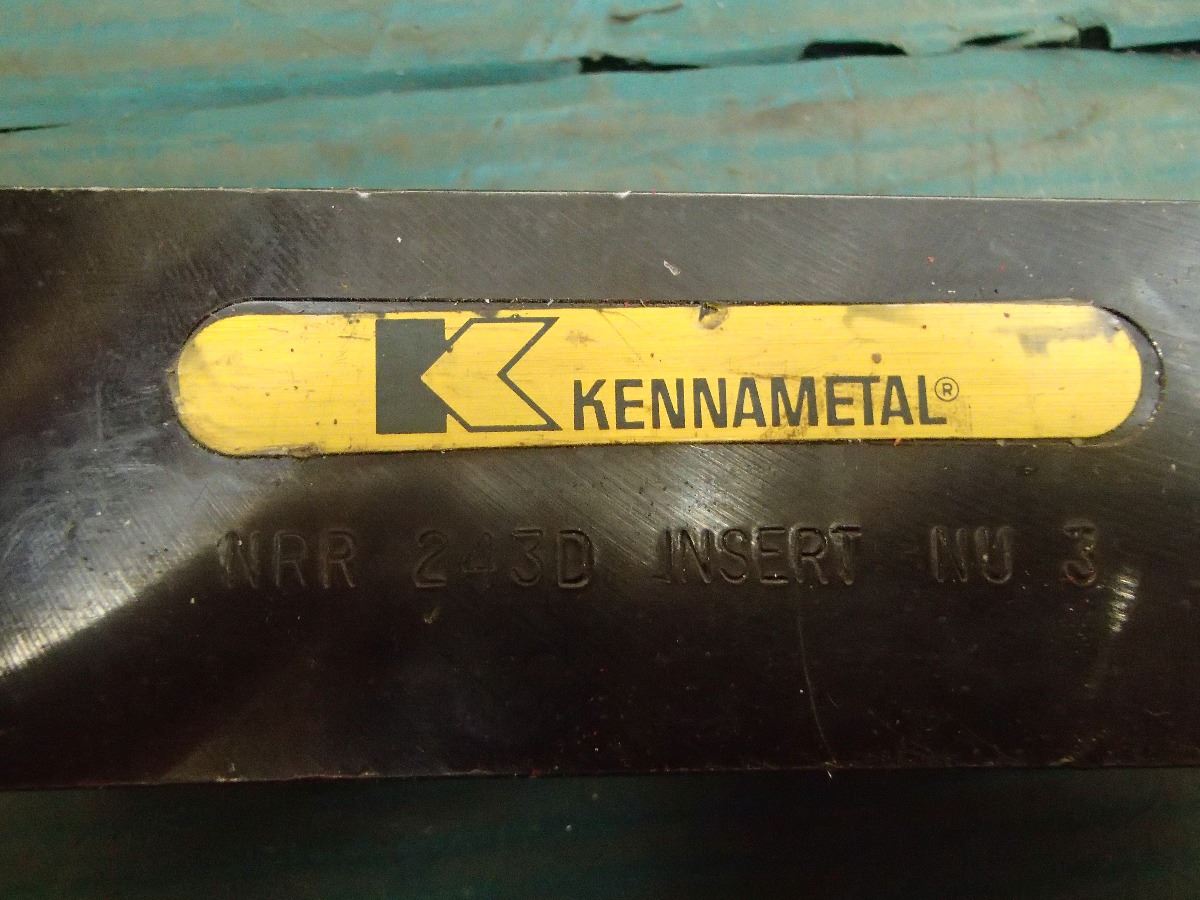 K KENNAMETAL®
NRR 243D INSERT NU 3